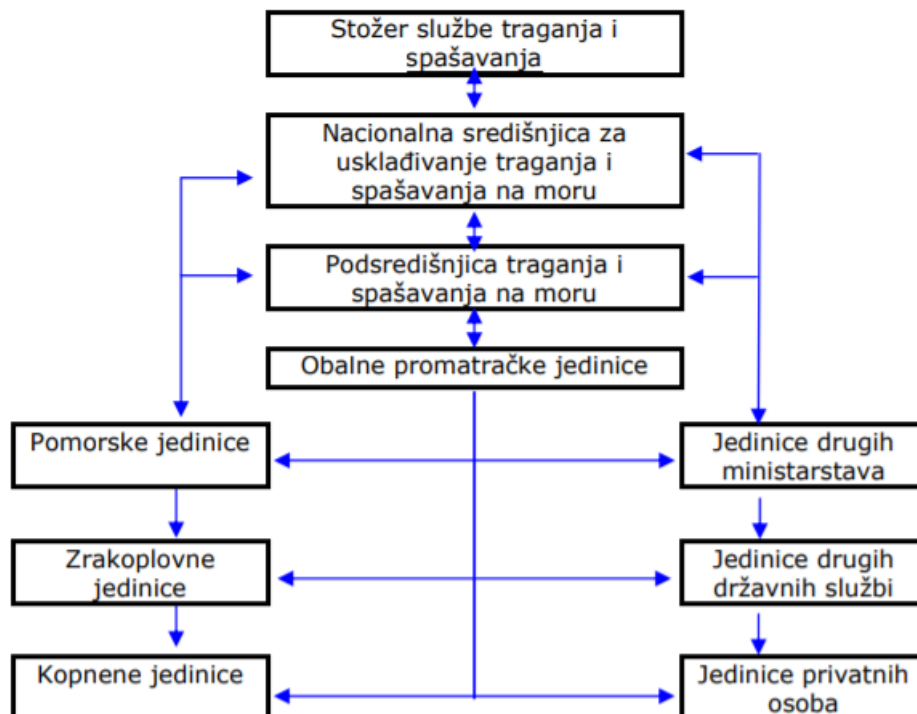 Stožer službe traganja i
spašavanja
Nacionalna središnjica za
usklađivanje traganja i
spašavanja na moru
Podsredišnjica traganja i
spašavanja na moru
Obalne promatračke jedinice
Pomorske jedinice
Jedinice drugih
ministarstava
Zrakoplovne
jedinice
Jedinice drugih
državnih službi
Kopnene jedinice
Jedinice privatnih
osoba